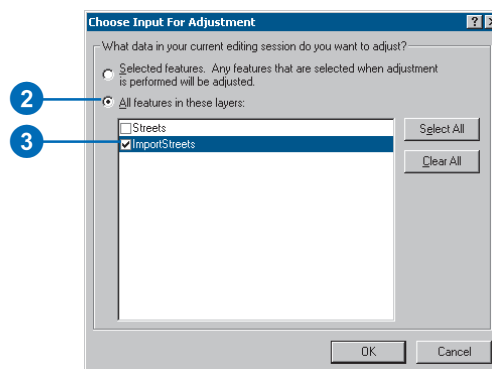 Choose Input For Adjustment
What data in your current editing session do you want to adjust?
Selected features. Any features that are selected when adjustment
is performed will be adjusted.
2
All features in these layers:
Streets
Select All
3
ImportStreets
Clear All
OK
Cancel